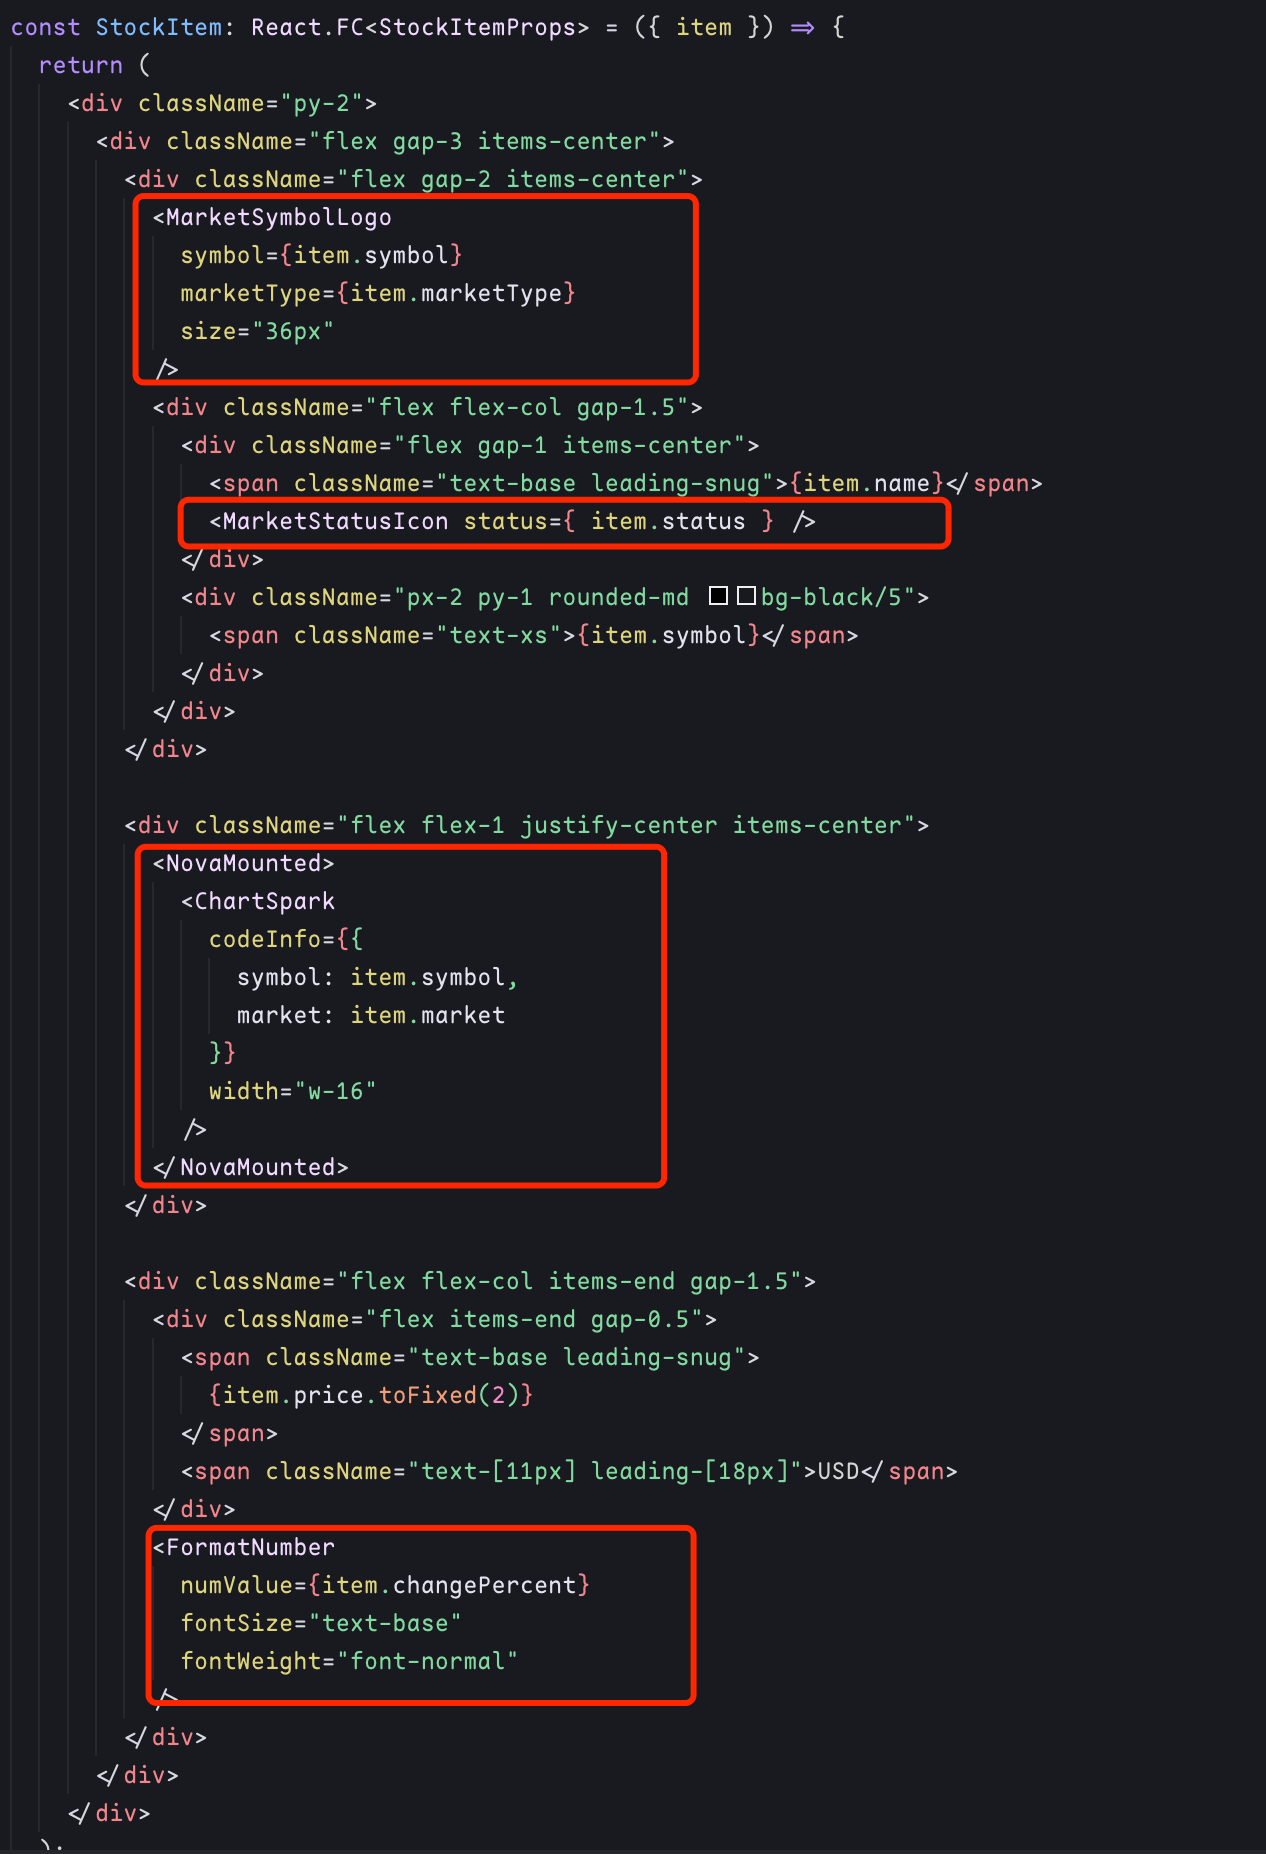 const StockItem: React.FC<StockItemProps> = ({ item }) => {
  return (
    <div className="py-2">
      <div className="flex gap-3 items-center">
        <div className="flex gap-2 items-center">
          <MarketSymbolLogo
            symbol={item.symbol}
            marketType={item.marketType}
            size="36px"
          />
          <div className="flex flex-col gap-1.5">
            <div className="flex gap-1 items-center">
              <span className="text-base leading-snug">{item.name}</span>
              <MarketStatusIcon status={ item.status } />
            </div>
            <div className="px-2 py-1 rounded-md bg-black/5">
              <span className="text-xs">{item.symbol}</span>
            </div>
          </div>
        </div>

        <div className="flex flex-1 justify-center items-center">
          <NovaMounted>
            <ChartSpark
              codeInfo={{
                symbol: item.symbol,
                market: item.market
              }}
              width="w-16"
            />
          </NovaMounted>
        </div>

        <div className="flex flex-col items-end gap-1.5">
          <div className="flex items-end gap-0.5">
            <span className="text-base leading-snug">
              {item.price.toFixed(2)}
            </span>
            <span className="text-[11px] leading-[18px]">USD</span>
          </div>
          <FormatNumber
            numValue={item.changePercent}
            fontSize="text-base"
            fontWeight="font-normal"
          />
        </div>
      </div>
    </div>
  );